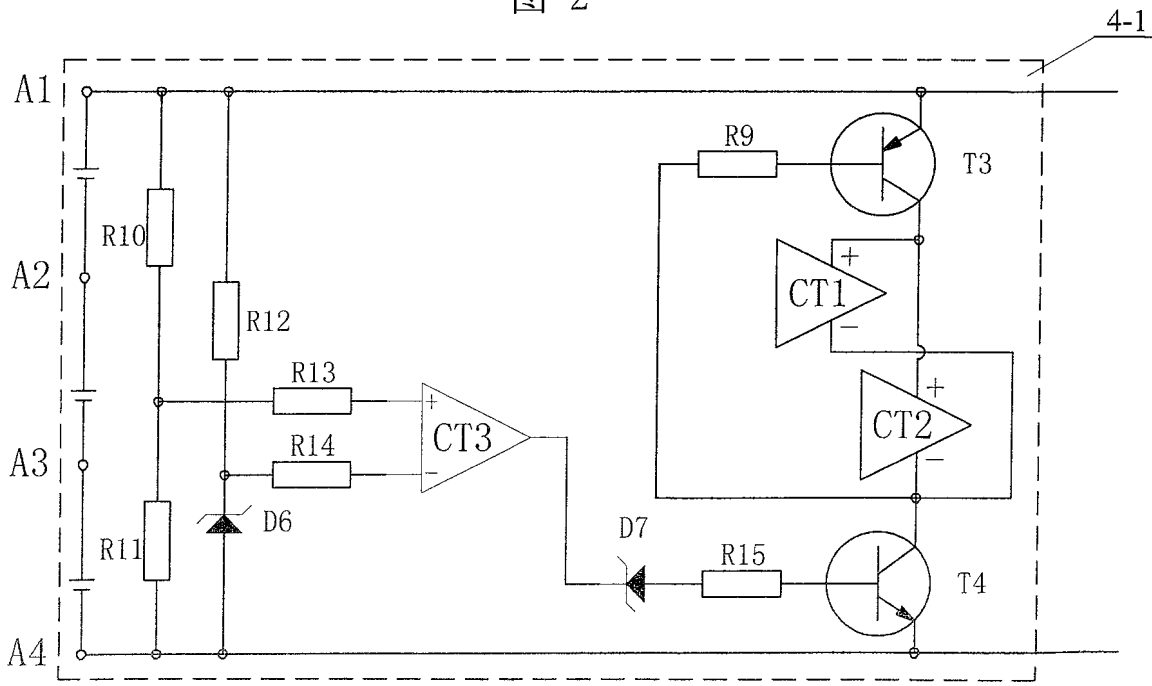 图 2
4-1
A1
R9
T3
R10
A2
+
CT1
−
R12
R13
+
R14
CT3
−
+
CT2
−
A3
D6
D7
R11
R15
T4
A4